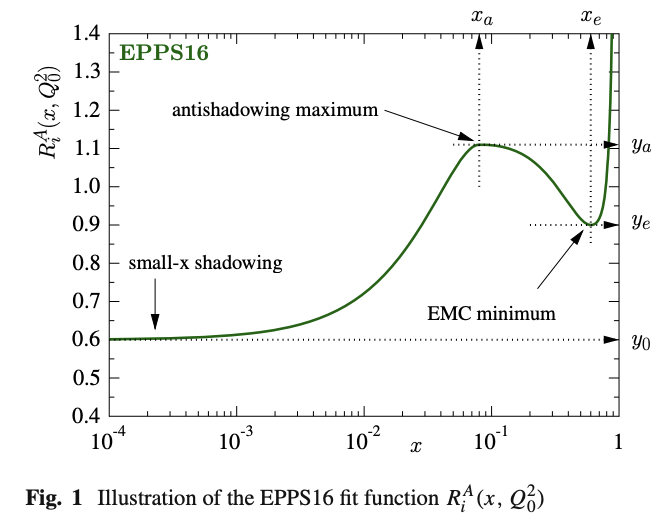 x_a x_e
1.4
EPPS16
1.3
1.2
antishadowing maximum
R_i^A(x, Q_0^2)
1.1
y_a
1.0
0.9
y_e
small-x shadowing
0.8
0.7
EMC minimum
0.6
y_0
0.5
0.4
10^-4 10^-3 10^-2 x 10^-1 1
Fig. 1 Illustration of the EPPS16 fit function R_i^A(x, Q_0^2)